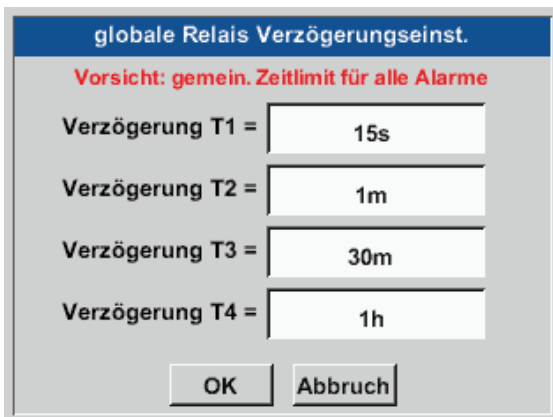 globale Relais Verzögerungseinst.
Vorsicht: gemein. Zeitlimit für alle Alarme
Verzögerung T1 = 15s
Verzögerung T2 = 1m
Verzögerung T3 = 30m
Verzögerung T4 = 1h
OK Abbruch